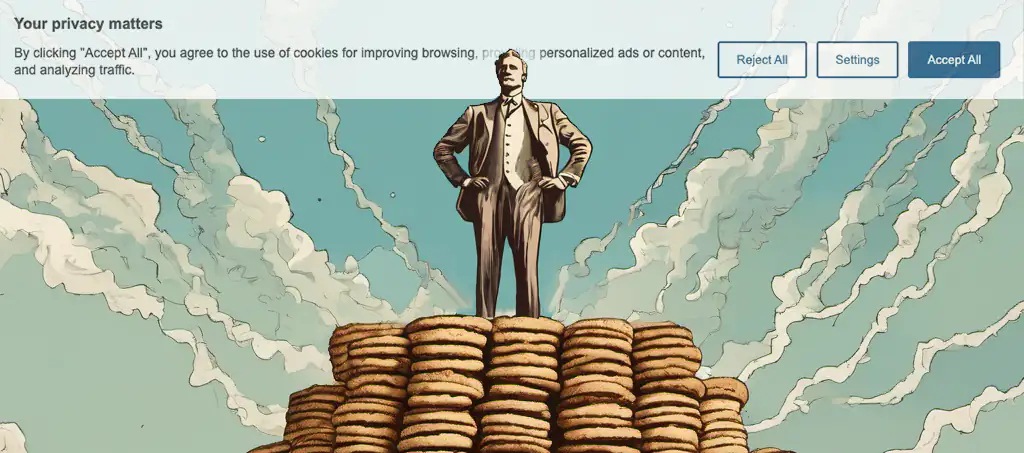 Your privacy matters
By clicking "Accept All", you agree to the use of cookies for improving browsing, providing personalized ads or content,
and analyzing traffic.
Reject All
Settings
Accept All